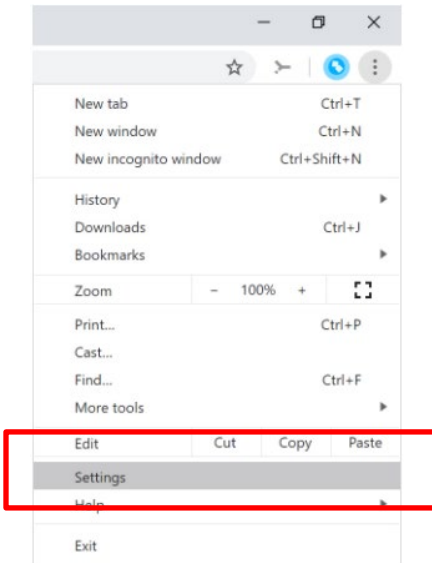 New tab Ctrl+T
New window Ctrl+N
New incognito window Ctrl+Shift+N
History
Downloads Ctrl+J
Bookmarks
Zoom - 100% +
Print... Ctrl+P
Cast...
Find... Ctrl+F
More tools
Edit Cut Copy Paste
Settings
Help
Exit